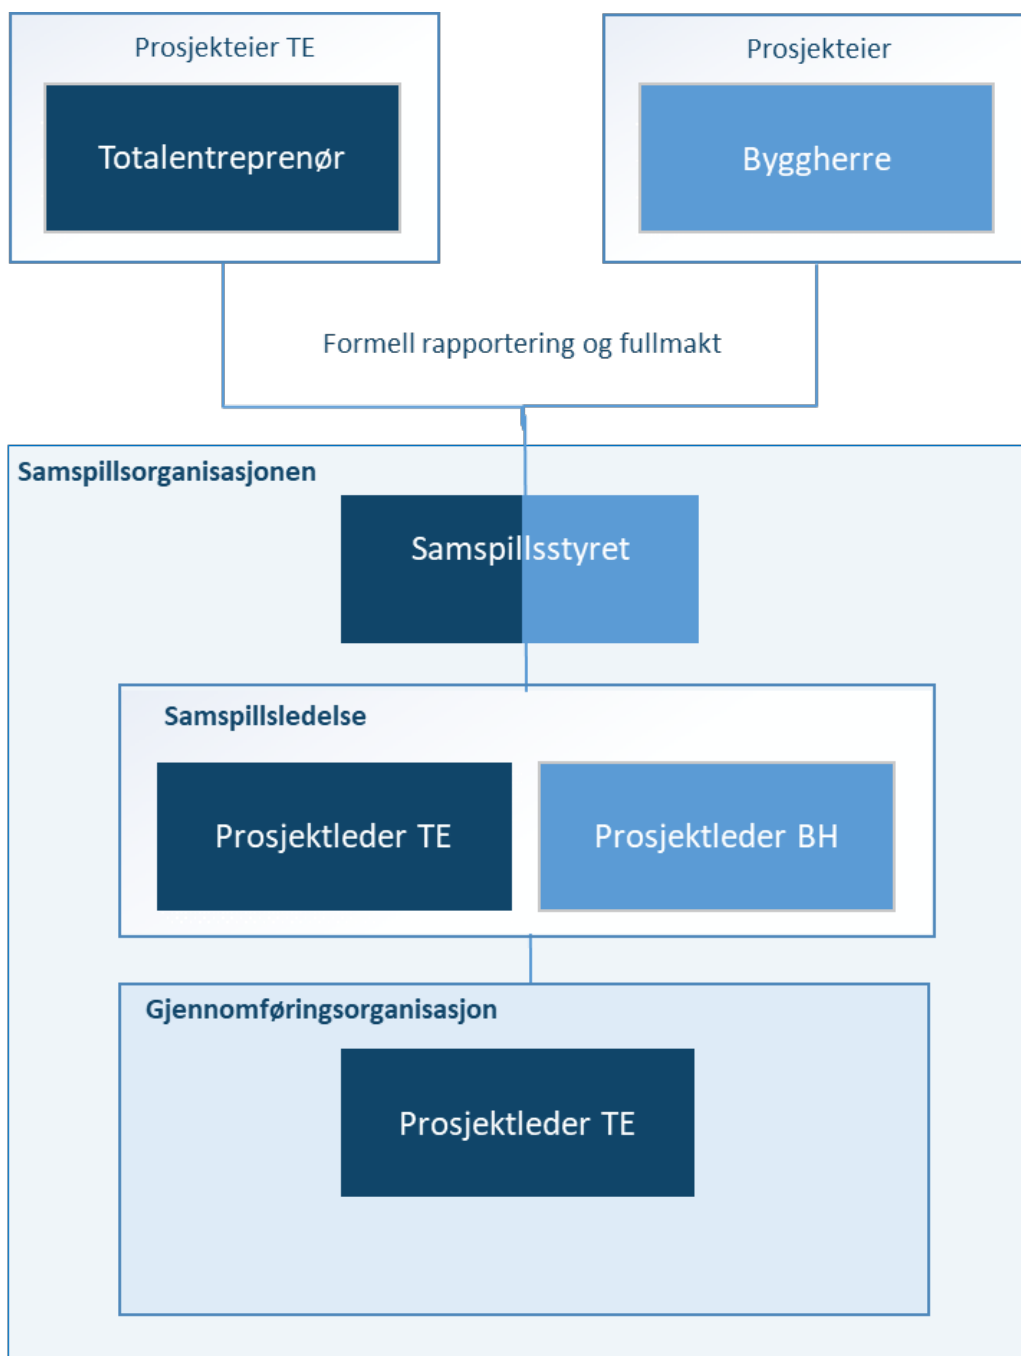 Prosjekteier TE
Totalentreprenør
Prosjekteier
Byggherre
Formell rapportering og fullmakt
Samspillsorganisasjonen
Samspillsstyret
Samspillsledelse
Prosjektleder TE
Prosjektleder BH
Gjennomføringsorganisasjon
Prosjektleder TE